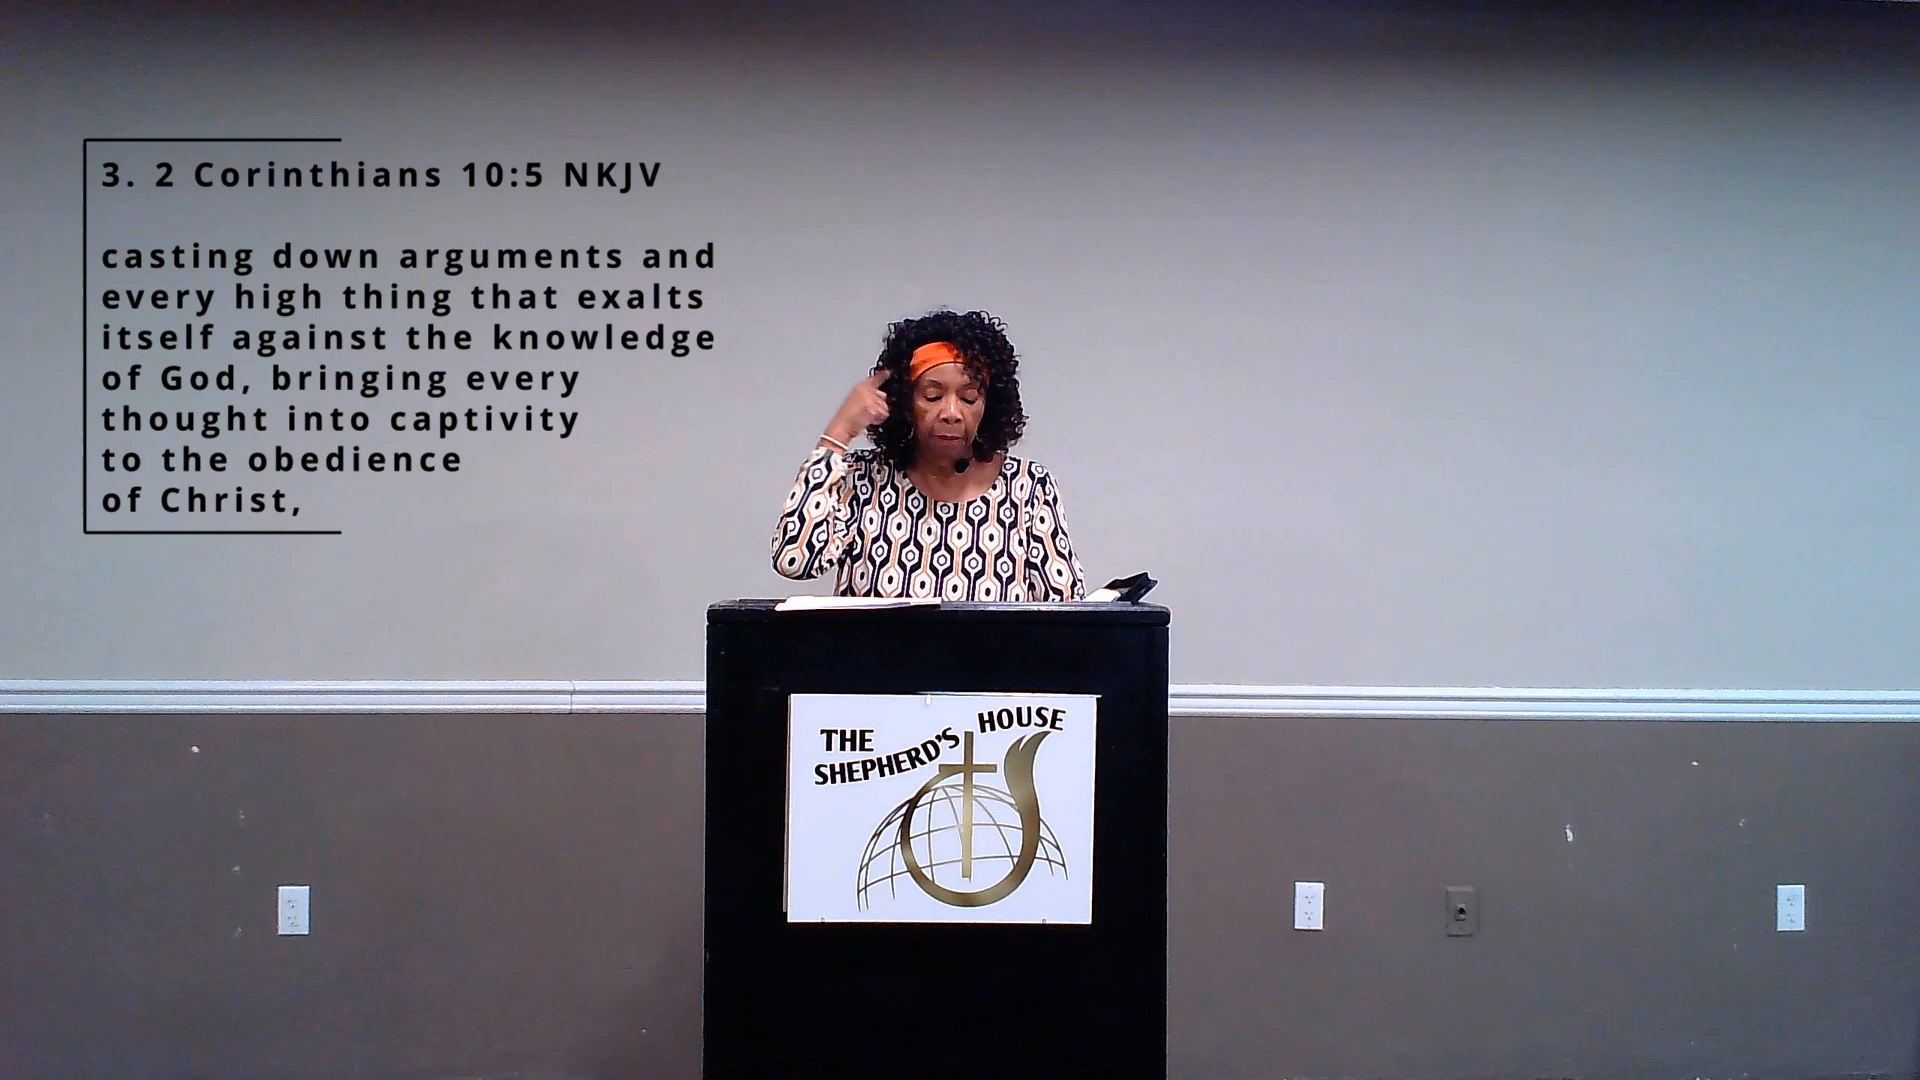 3. 2 Corinthians 10:5 NKJV
casting down arguments and
every high thing that exalts
itself against the knowledge
of God, bringing every
thought into captivity
to the obedience
of Christ,
THE
SHEPHERD'S HOUSE